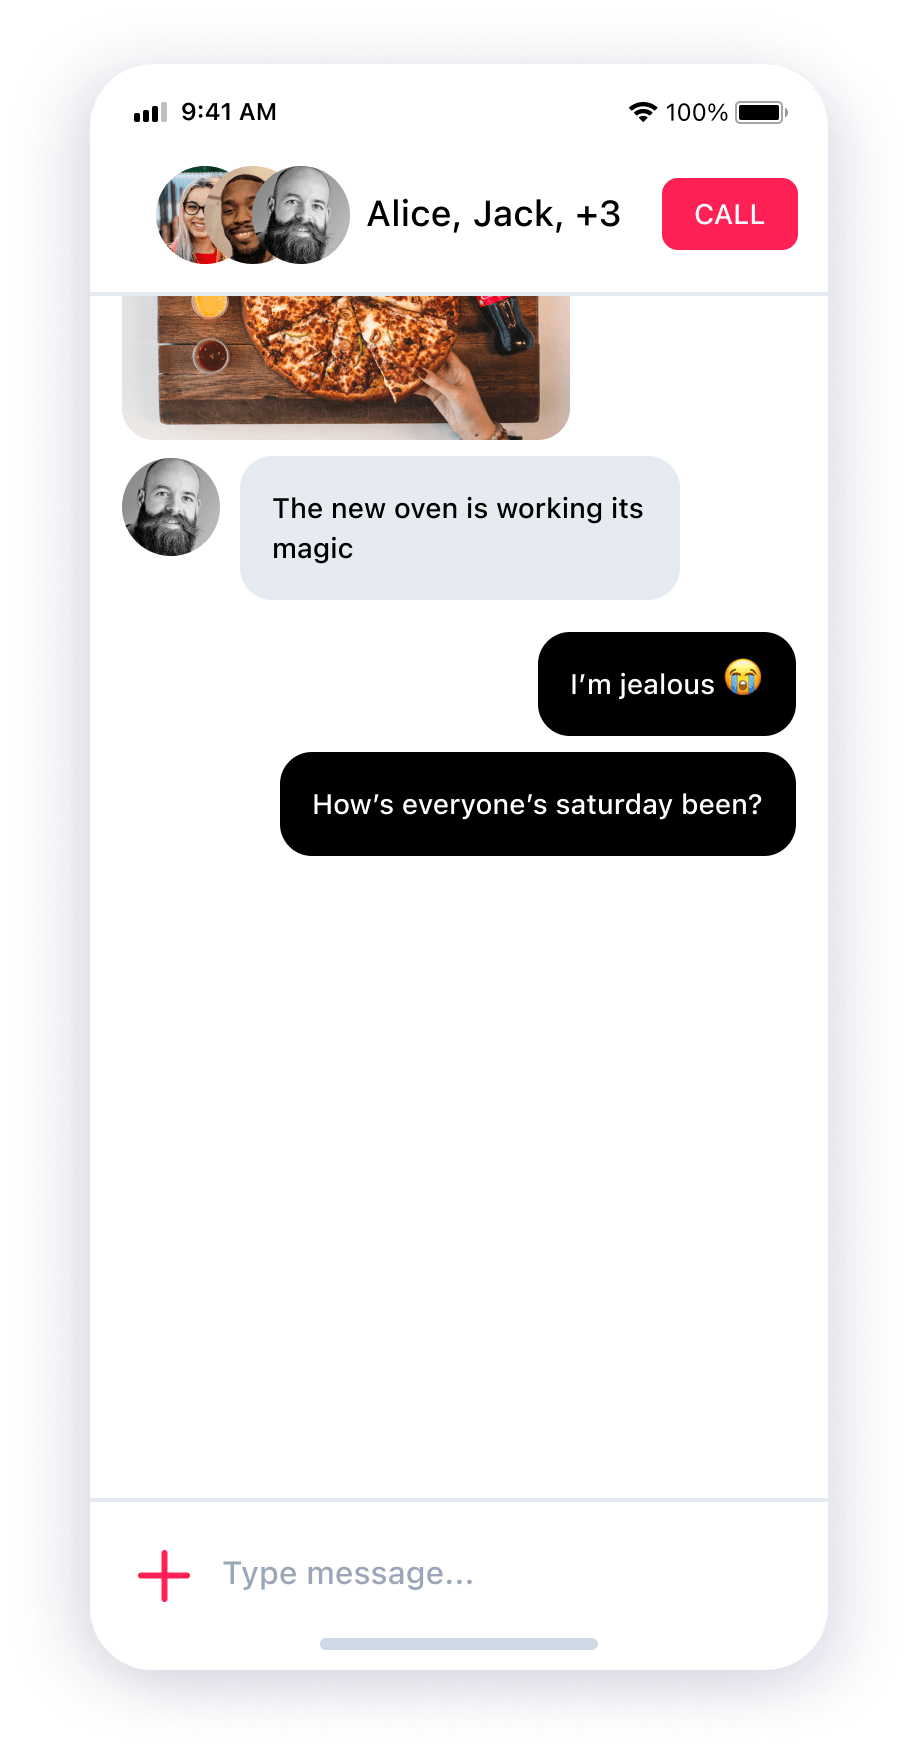 9:41 AM 100%
Alice, Jack, +3 CALL
The new oven is working its
magic
I’m jealous 😭
How’s everyone’s saturday been?
Type message...